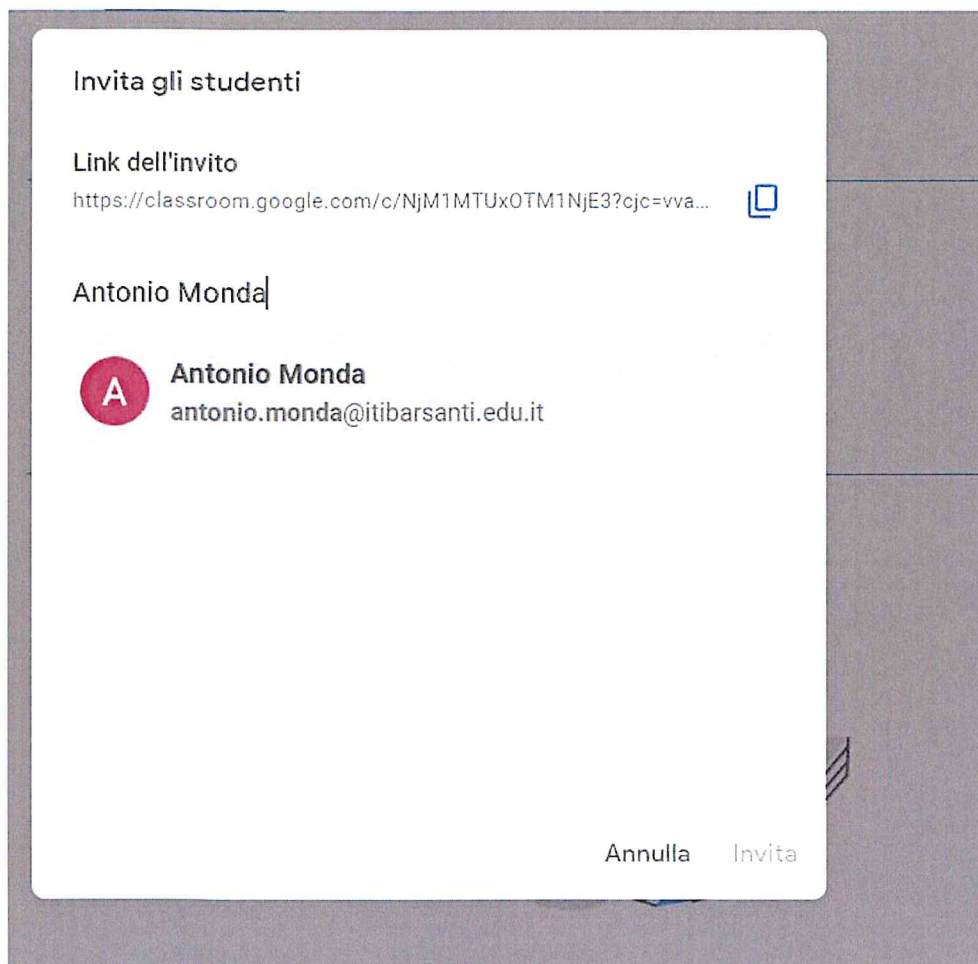 Invita gli studenti
Link dell'invito
https://classroom.google.com/c/NjM1MTUxOTM1NjE3?cjc=vva...
Antonio Monda
A
Antonio Monda
antonio.monda@itibarsanti.edu.it
Annulla Invita